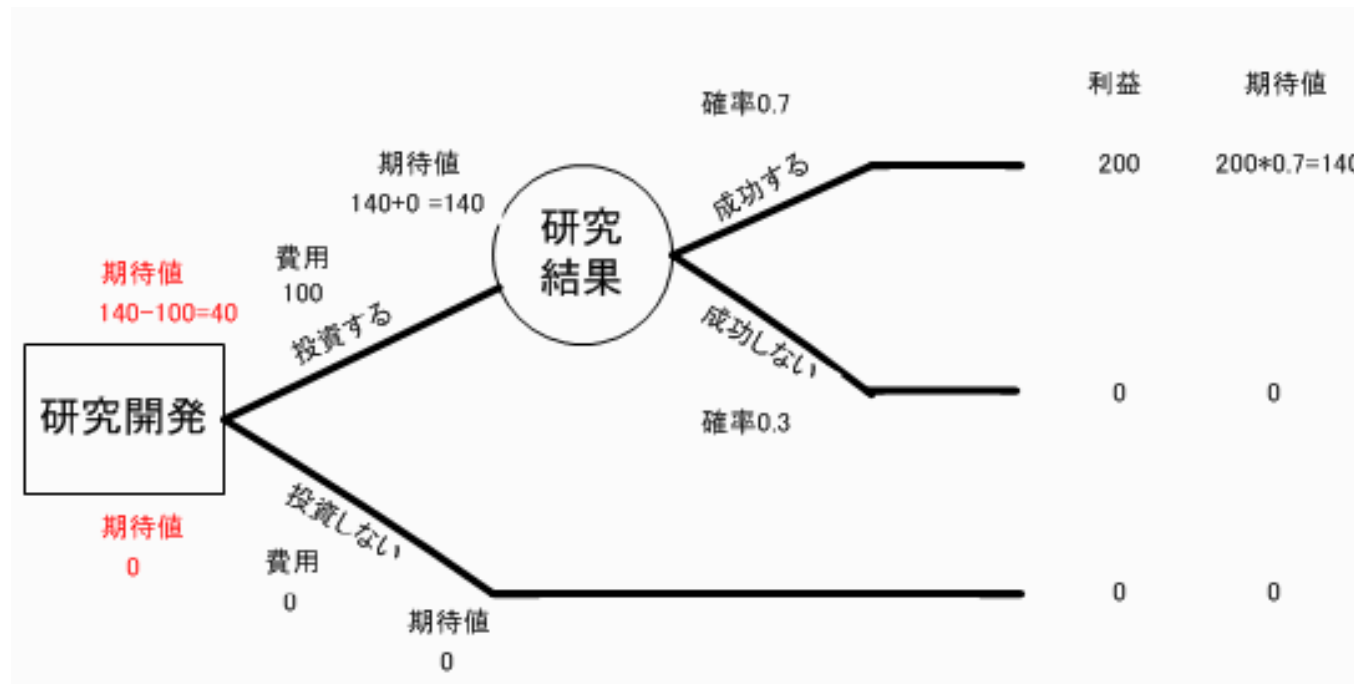 利益 期待値
確率0.7
期待値
140+0 =140
成功する
200 200*0.7=140
研究
結果
費用
100
期待値
140-100=40
投資する
成功しない
0 0
確率0.3
研究開発
投資しない
期待値
0
費用
0
0 0
期待値
0